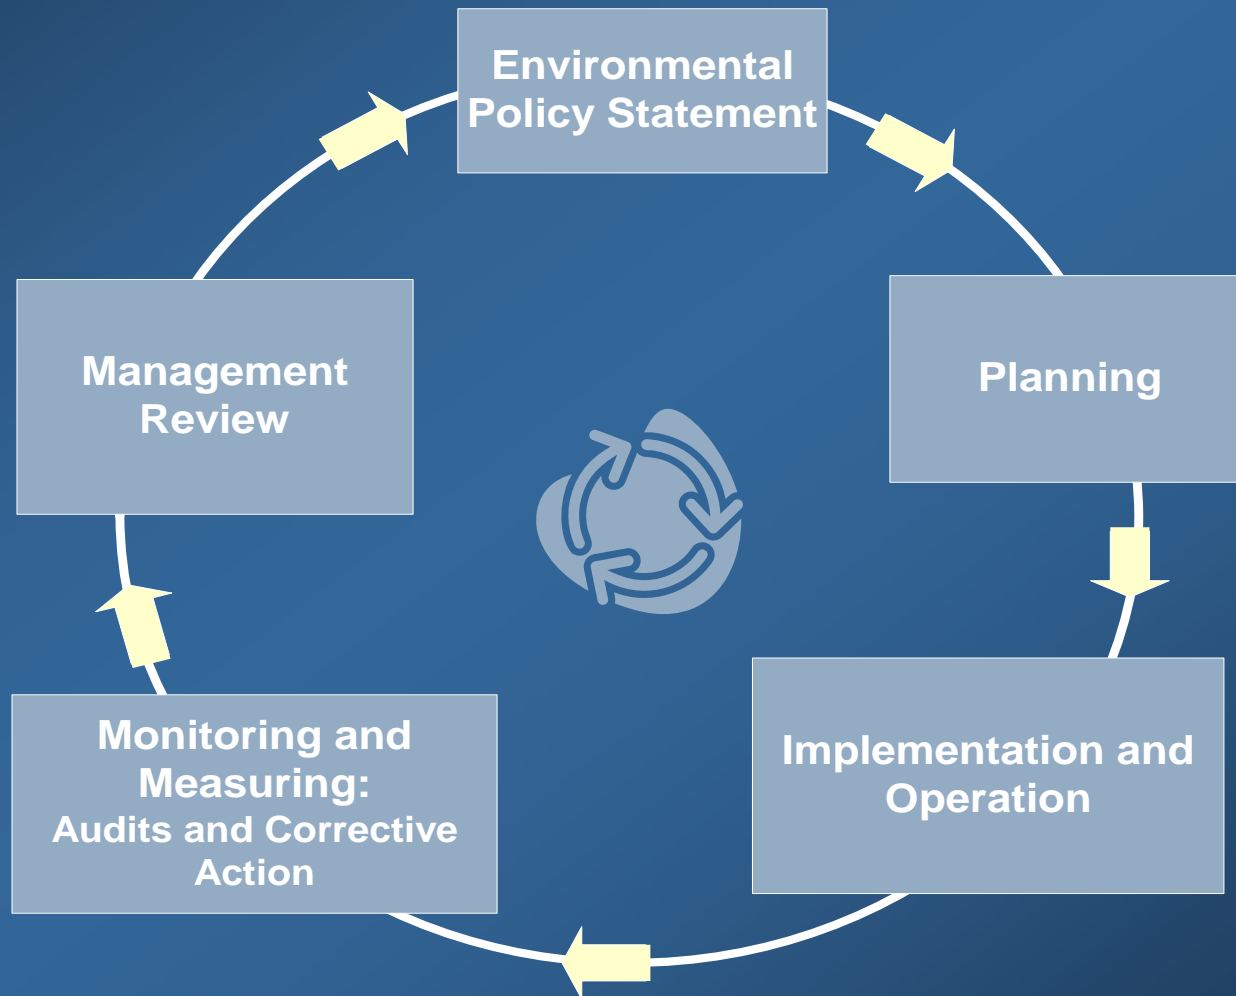 Environmental
Policy Statement
Planning
Implementation and
Operation
Monitoring and
Measuring:
Audits and Corrective
Action
Management
Review